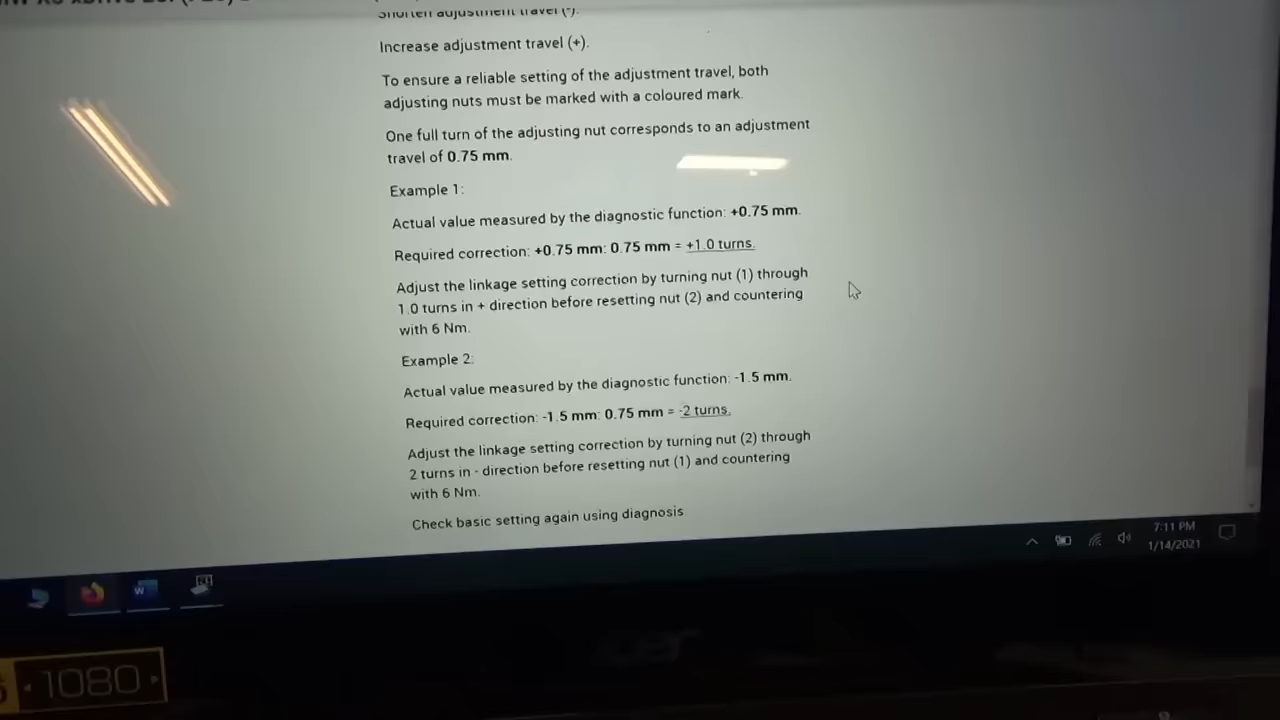 Shorten adjustment travel (-).
Increase adjustment travel (+).
To ensure a reliable setting of the adjustment travel, both
adjusting nuts must be marked with a coloured mark.
One full turn of the adjusting nut corresponds to an adjustment
travel of 0.75 mm.
Example 1:
Actual value measured by the diagnostic function: +0.75 mm.
Required correction: +0.75 mm: 0.75 mm = +1.0 turns.
Adjust the linkage setting correction by turning nut (1) through
1.0 turns in + direction before resetting nut (2) and countering
with 6 Nm.
Example 2:
Actual value measured by the diagnostic function: -1.5 mm.
Required correction: -1.5 mm: 0.75 mm = -2 turns.
Adjust the linkage setting correction by turning nut (2) through
2 turns in - direction before resetting nut (1) and countering
with 6 Nm.
Check basic setting again using diagnosis
7:11 PM
1/14/2021
acer
1080